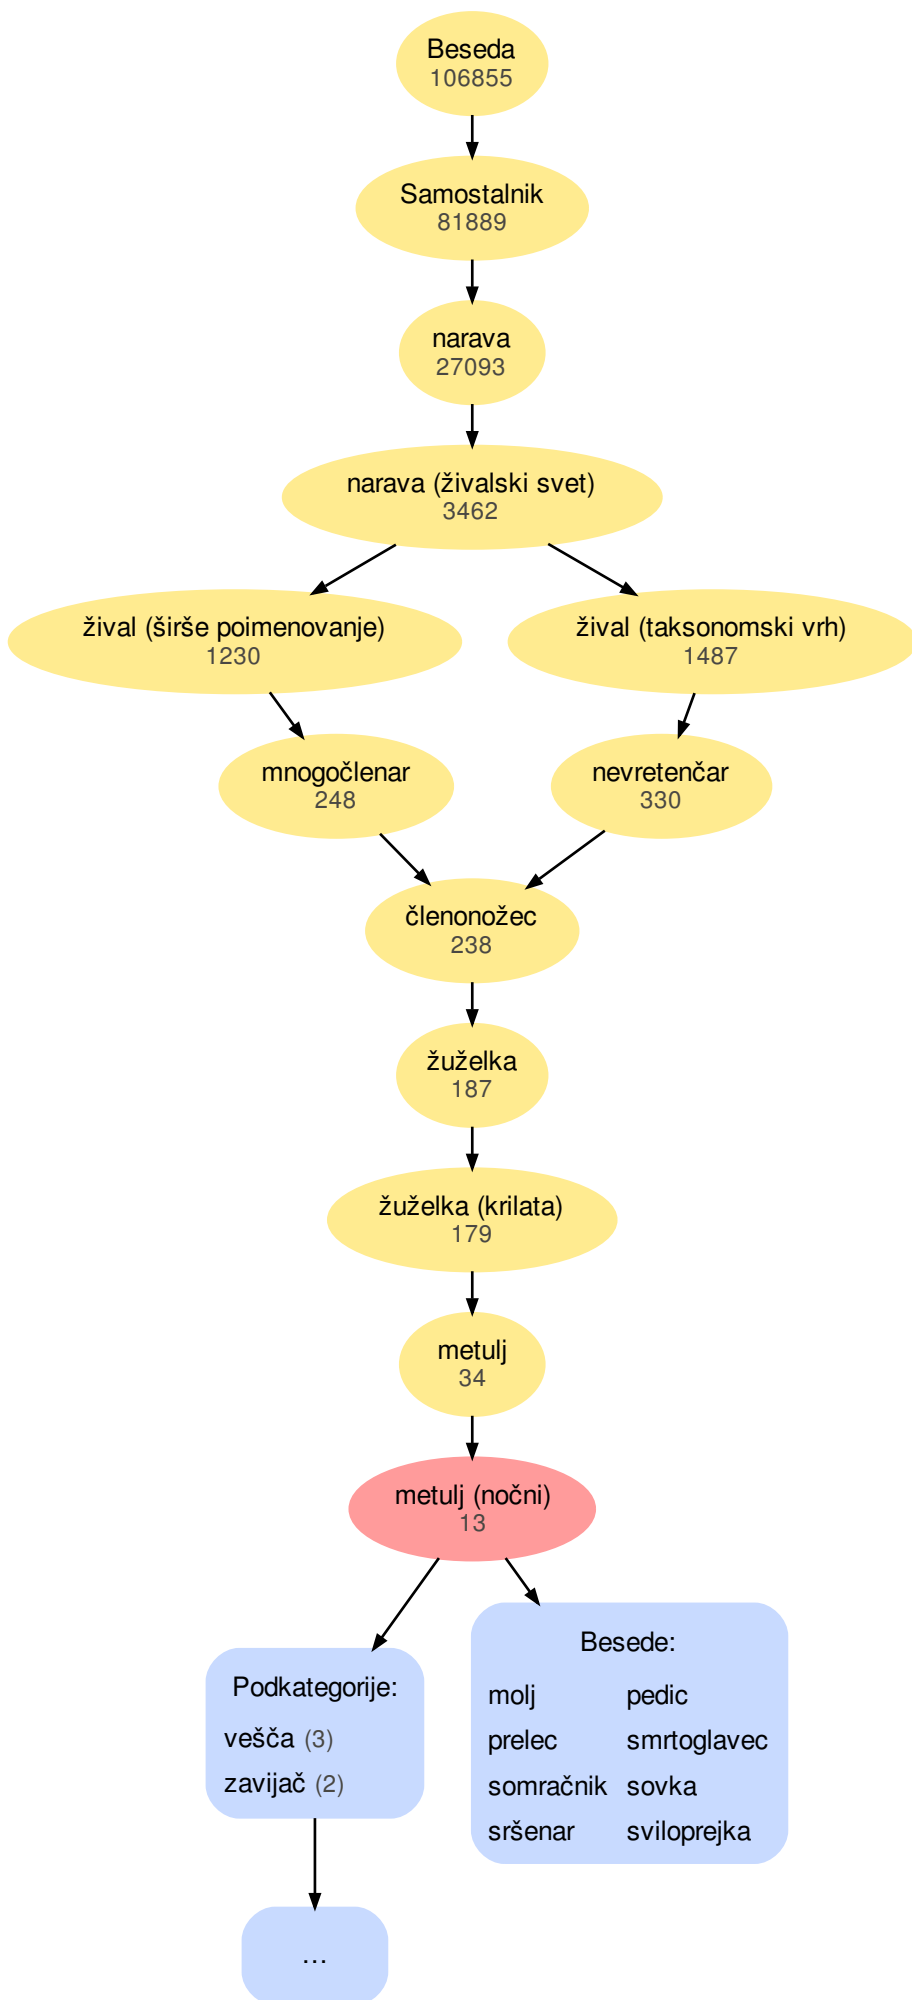 Beseda
106855
Samostalnik
81889
narava
27093
narava (živalski svet)
3462
žival (širše poimenovanje)
1230
žival (taksonomski vrh)
1487
mnogočlenar
248
nevretenčar
330
členonožec
238
žuželka
187
žuželka (krilata)
179
metulj
34
metulj (nočni)
13
Podkategorije:
vešča (3)
zavijač (2)
Besede:
molj pedic
prelec smrtoglavec
somračnik sovka
sršenar sviloprejka
...